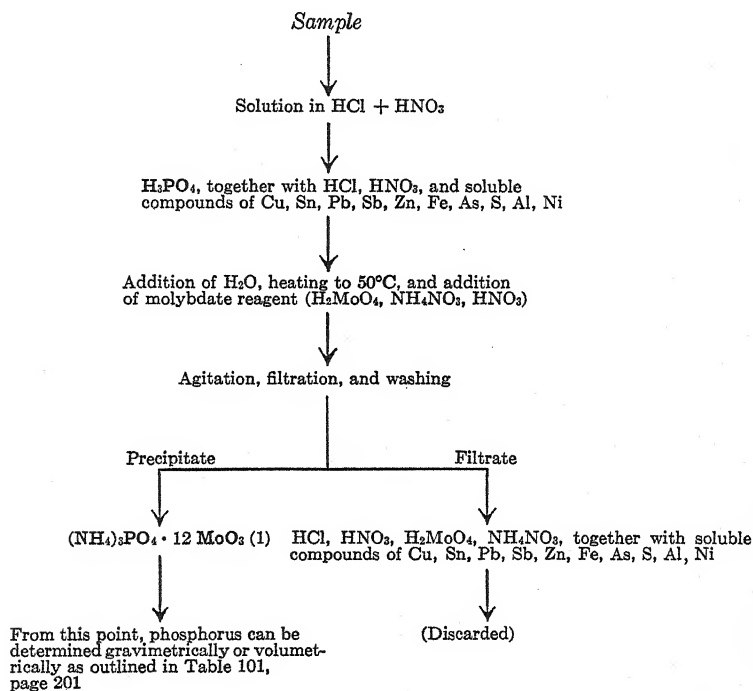 Sample
Solution in HCl + HNO₃
H₃PO₄, together with HCl, HNO₃, and soluble
compounds of Cu, Sn, Pb, Sb, Zn, Fe, As, S, Al, Ni
Addition of H₂O, heating to 50°C, and addition
of molybdate reagent (H₂MoO₄, NH₄NO₃, HNO₃)
Agitation, filtration, and washing
Precipitate
Filtrate
(NH₄)₃PO₄ · 12 MoO₃ (1)
HCl, HNO₃, H₂MoO₄, NH₄NO₃, together with soluble
compounds of Cu, Sn, Pb, Sb, Zn, Fe, As, S, Al, Ni
From this point, phosphorus can be
determined gravimetrically or volumet-
rically as outlined in Table 101,
page 201
(Discarded)